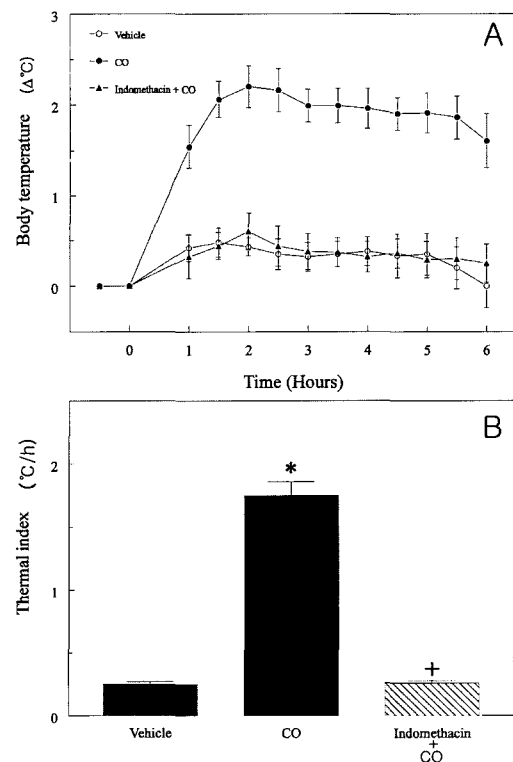 A
Vehicle
CO
Indomethacin + CO
Body temperature (Δ℃)
3
2
1
0
0 1 2 3 4 5 6
Time (Hours)
B
Thermal index (℃/h)
2
1
0
*
+
Vehicle CO Indomethacin
+
CO